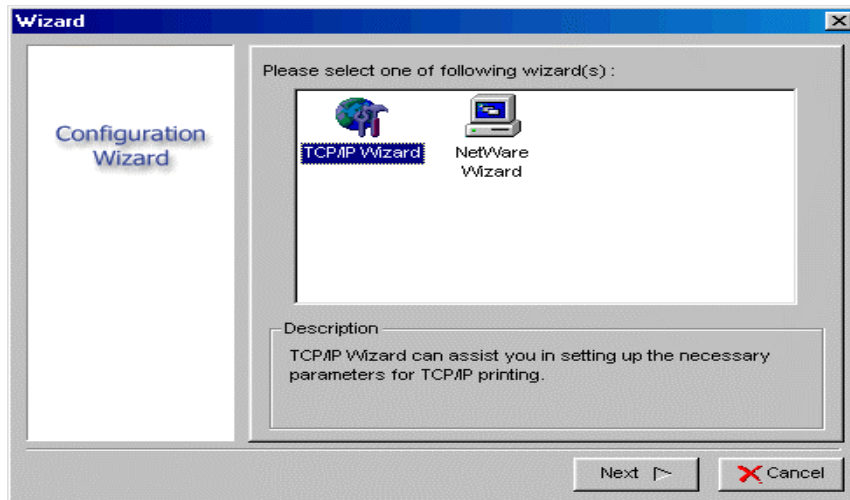 Wizard
Configuration
Wizard
Please select one of following wizard(s) :
TCP/IP Wizard
NetWare
Wizard
Description
TCP/IP Wizard can assist you in setting up the necessary
parameters for TCP/IP printing.
Next
Cancel